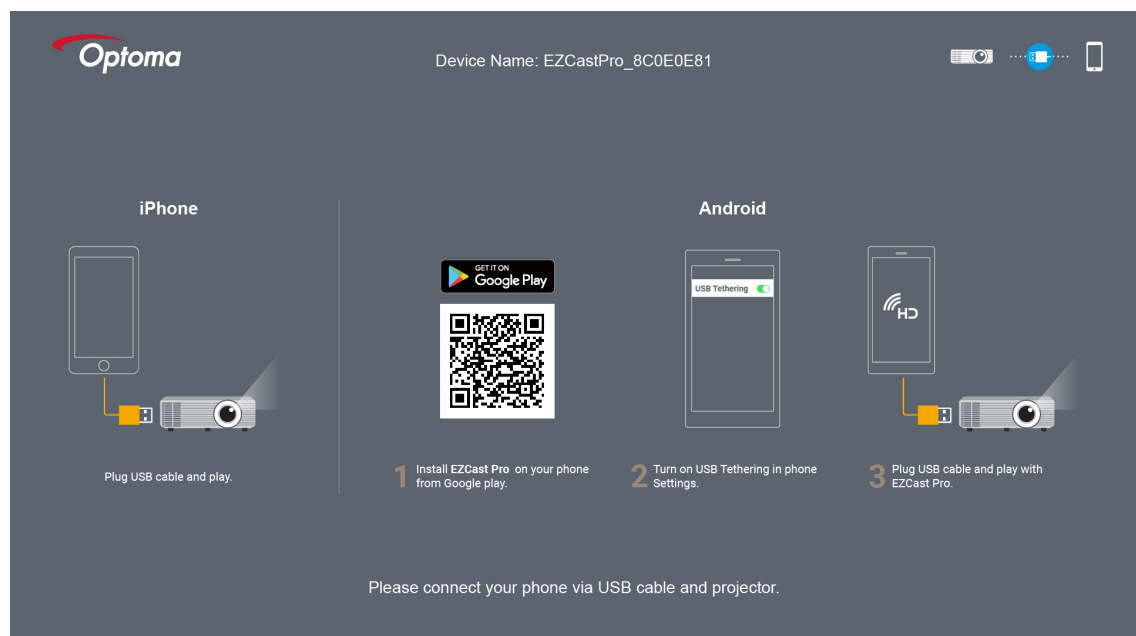 Optoma
Device Name: EZCastPro_8C0E0E81
iPhone
Plug USB cable and play.
Android
GET IT ON
Google Play
1 Install EZCast Pro on your phone
from Google play.
USB Tethering
2 Turn on USB Tethering in phone
Settings.
HD
3 Plug USB cable and play with
EZCast Pro.
Please connect your phone via USB cable and projector.